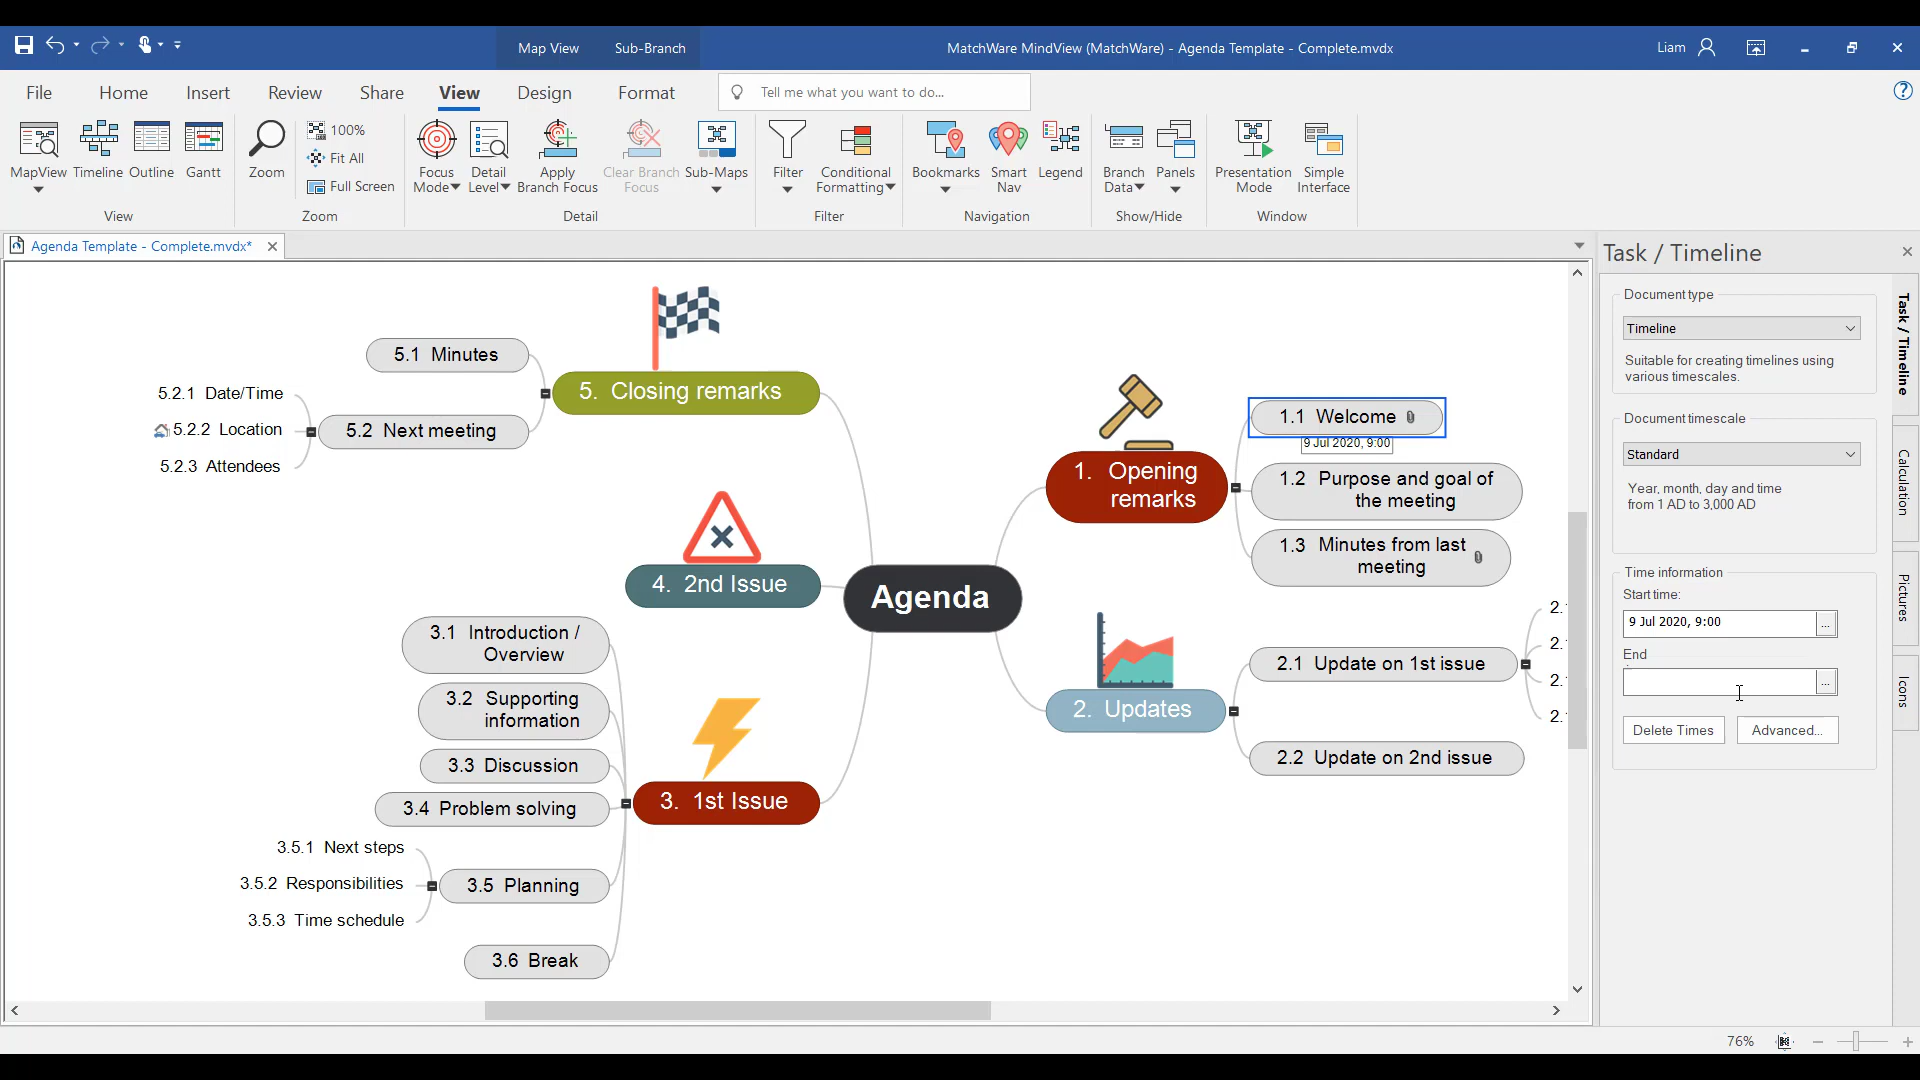 Map View
Sub-Branch
MatchWare MindView (MatchWare) - Agenda Template - Complete.mvdx
Liam
File
Home
Insert
Review
Share
View
Design
Format
Tell me what you want to do...
MapView
Timeline
Outline
Gantt
View
Zoom
100%
Fit All
Full Screen
Zoom
Focus
Mode
Detail
Level
Apply
Branch Focus
Clear Branch
Focus
Sub-Maps
Detail
Filter
Conditional
Formatting
Filter
Bookmarks
Smart
Nav
Legend
Navigation
Branch
Data
Panels
Show/Hide
Presentation
Mode
Simple
Interface
Window
Agenda Template - Complete.mvdx*
5.1 Minutes
5. Closing remarks
5.2.1 Date/Time
5.2.2 Location
5.2.3 Attendees
5.2 Next meeting
4. 2nd Issue
Agenda
3.1 Introduction /
Overview
3.2 Supporting
information
3.3 Discussion
3.4 Problem solving
3. 1st Issue
3.5.1 Next steps
3.5.2 Responsibilities
3.5.3 Time schedule
3.5 Planning
3.6 Break
1. Opening
remarks
1.1 Welcome
9 Jul 2020, 9:00
1.2 Purpose and goal of
the meeting
1.3 Minutes from last
meeting
2. Updates
2.1 Update on 1st issue
2.2 Update on 2nd issue
Task / Timeline
Document type
Timeline
Suitable for creating timelines using
various timescales.
Document timescale
Standard
Year, month, day and time
from 1 AD to 3,000 AD
Time information
Start time:
9 Jul 2020, 9:00
...
End
...
Delete Times
Advanced...
Task / Timeline
Calculation
Pictures
Icons
76%